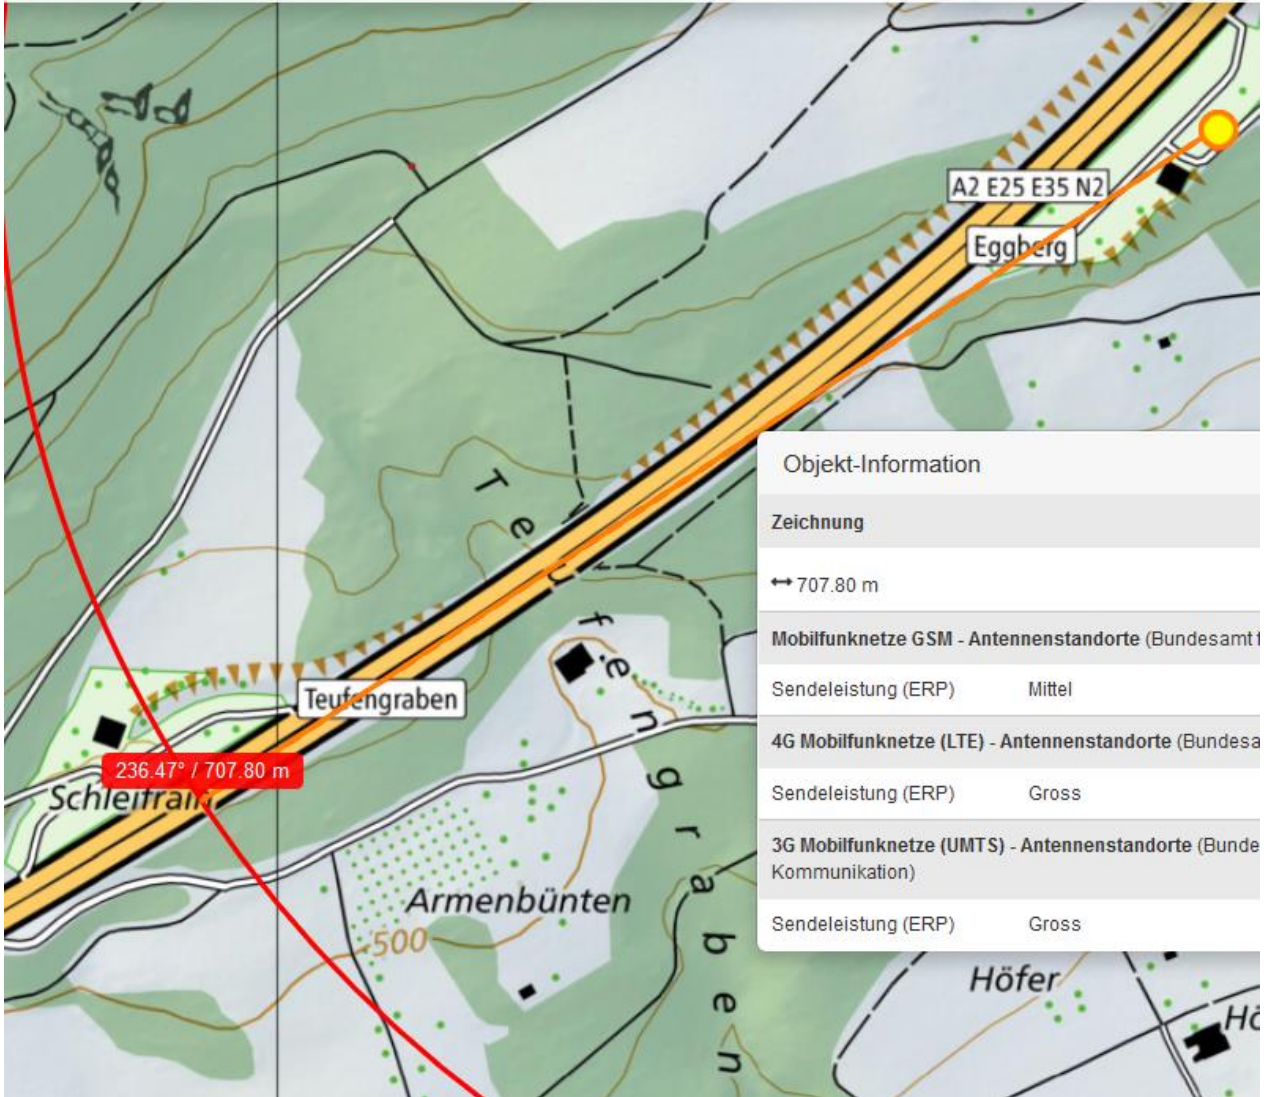 A2 E25 E35 N2
Eggberg
Teufengraben
Teufengraben
236.47° / 707.80 m
Schleifrain
Armenbünten
500
Höfer
Objekt-Information
Zeichnung
↔ 707.80 m
Mobilfunknetze GSM - Antennenstandorte (Bundesamt f
Sendeleistung (ERP) Mittel
4G Mobilfunknetze (LTE) - Antennenstandorte (Bundesa
Sendeleistung (ERP) Gross
3G Mobilfunknetze (UMTS) - Antennenstandorte (Bunde
Kommunikation)
Sendeleistung (ERP) Gross